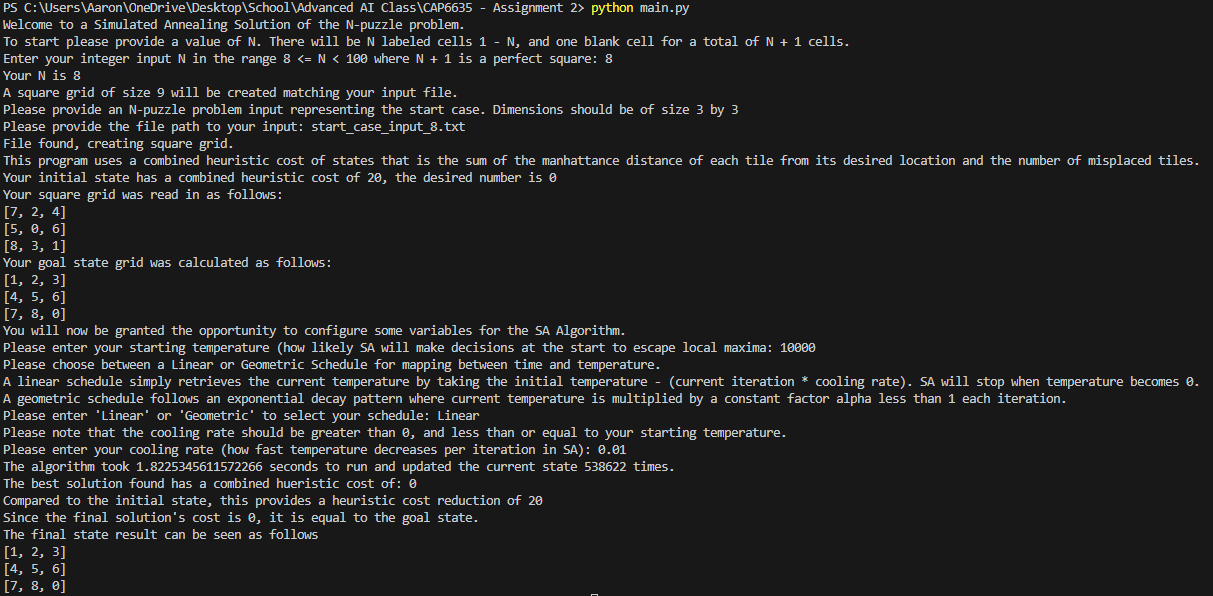 PS C:\Users\Aaron\OneDrive\Desktop\School\Advanced AI Class\CAP6635 - Assignment 2> python main.py
Welcome to a Simulated Annealing Solution of the N-puzzle problem.
To start please provide a value of N. There will be N labeled cells 1 - N, and one blank cell for a total of N + 1 cells.
Enter your integer input N in the range 8 <= N < 100 where N + 1 is a perfect square: 8
Your N is 8
A square grid of size 9 will be created matching your input file.
Please provide an N-puzzle problem input representing the start case. Dimensions should be of size 3 by 3
Please provide the file path to your input: start_case_input_8.txt
File found, creating square grid.
This program uses a combined heuristic cost of states that is the sum of the manhattance distance of each tile from its desired location and the number of misplaced tiles.
Your initial state has a combined heuristic cost of 20, the desired number is 0
Your square grid was read in as follows:
[7, 2, 4]
[5, 0, 6]
[8, 3, 1]
Your goal state grid was calculated as follows:
[1, 2, 3]
[4, 5, 6]
[7, 8, 0]
You will now be granted the opportunity to configure some variables for the SA Algorithm.
Please enter your starting temperature (how likely SA will make decisions at the start to escape local maxima: 10000
Please choose between a Linear or Geometric Schedule for mapping between time and temperature.
A linear schedule simply retrieves the current temperature by taking the initial temperature - (current iteration * cooling rate). SA will stop when temperature becomes 0.
A geometric schedule follows an exponential decay pattern where current temperature is multiplied by a constant factor alpha less than 1 each iteration.
Please enter 'Linear' or 'Geometric' to select your schedule: Linear
Please note that the cooling rate should be greater than 0, and less than or equal to your starting temperature.
Please enter your cooling rate (how fast temperature decreases per iteration in SA): 0.01
The algorithm took 1.8225345611572266 seconds to run and updated the current state 538622 times.
The best solution found has a combined hueristic cost of: 0
Compared to the initial state, this provides a heuristic cost reduction of 20
Since the final solution's cost is 0, it is equal to the goal state.
The final state result can be seen as follows
[1, 2, 3]
[4, 5, 6]
[7, 8, 0]